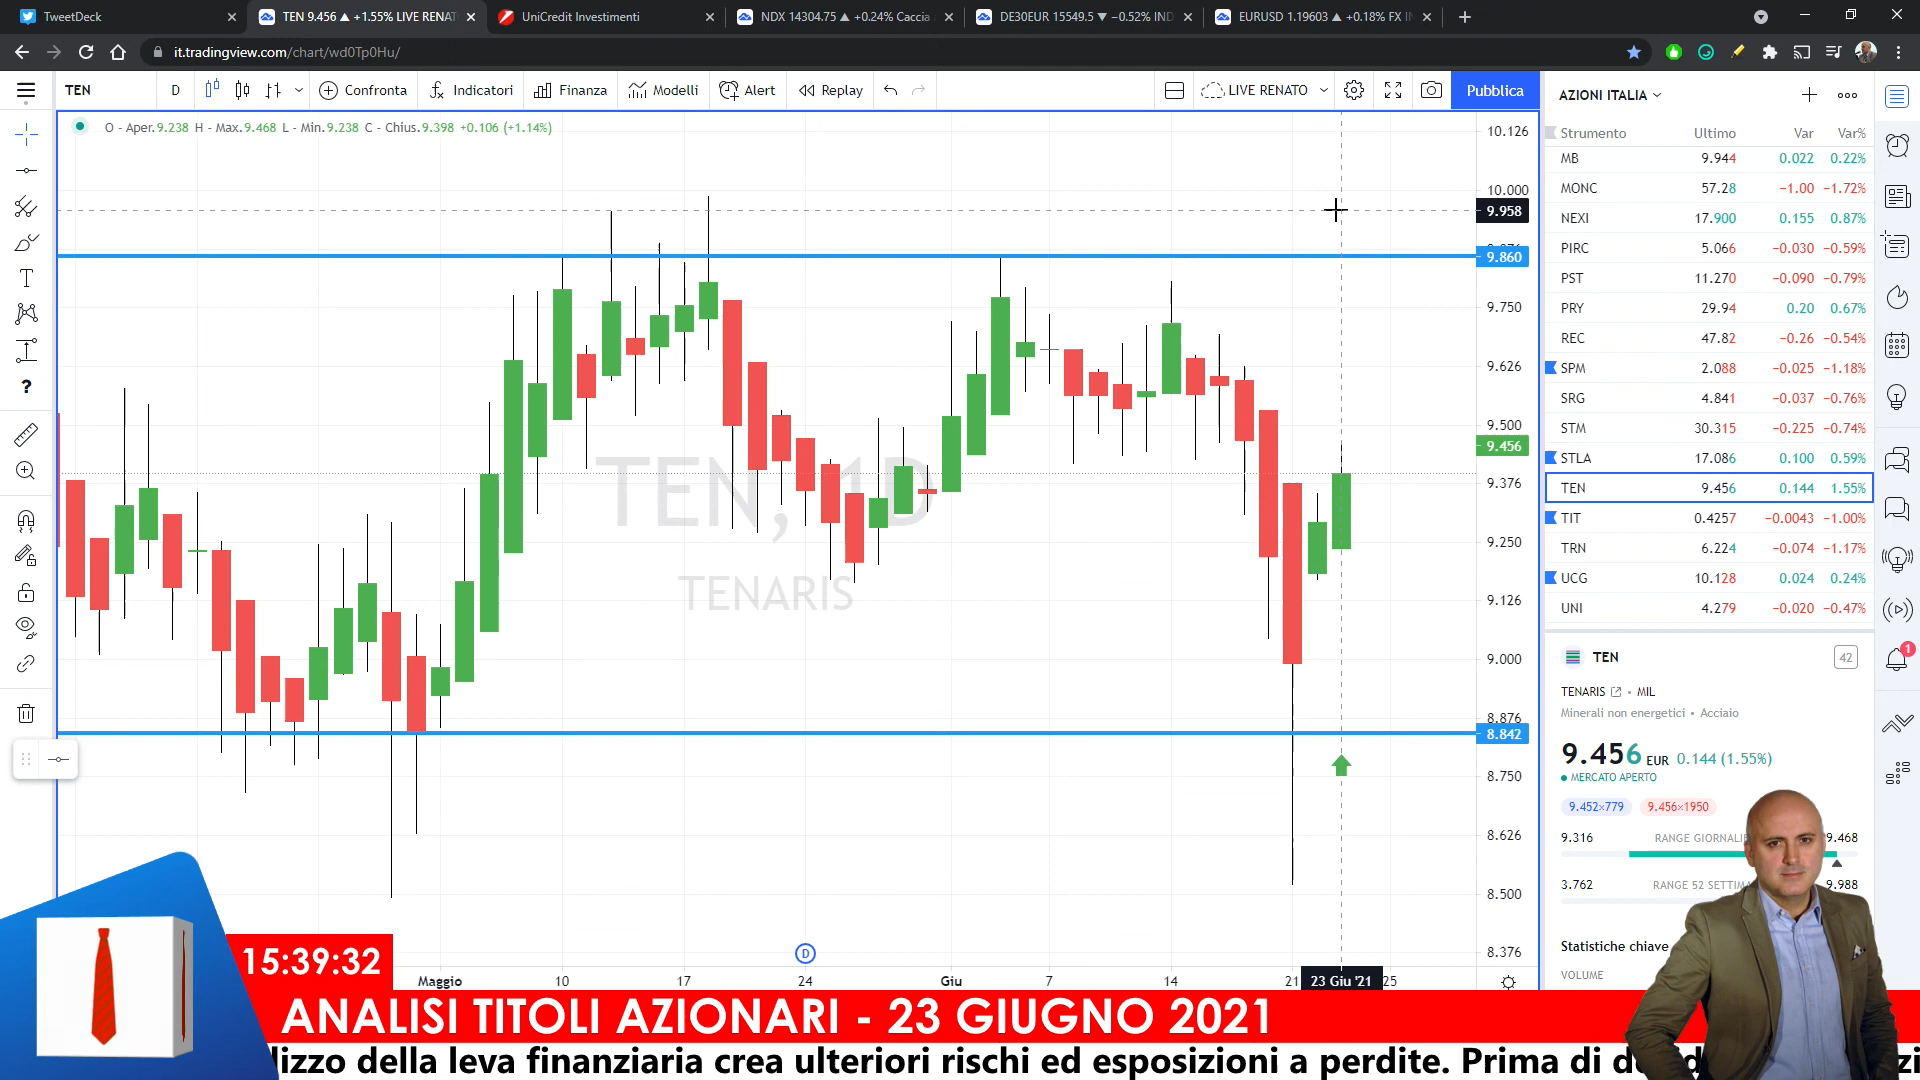 TweetDeck
TEN 9.456 ▲ +1.55% LIVE RENAT
UniCredit Investimenti
NDX 14304.75 ▲ +0.24% Caccia
DE30EUR 15549.5 ▼ −0.52% IND
EURUSD 1.19603 ▲ +0.18% FX
it.tradingview.com/chart/wd0Tp0Hu/
TEN D Confronta Indicatori Finanza Modelli Alert Replay LIVE RENATO Pubblica
O - Aper.9.238 H - Max.9.468 L - Min.9.238 C - Chius.9.398 +0.106 (+1.14%)
TEN, 1D
TENARIS
10.126
10.000
9.958
9.860
9.750
9.626
9.500
9.456
9.376
9.250
9.126
9.000
8.876
8.842
8.750
8.626
8.500
8.376
D
Maggio 10 17 24 Giu 7 14 21 23 Giu '21 25
AZIONI ITALIA
Strumento Ultimo Var Var%
MB 9.944 0.022 0.22%
MONC 57.28 −1.00 −1.72%
NEXI 17.900 0.155 0.87%
PIRC 5.066 −0.030 −0.59%
PST 11.270 −0.090 −0.79%
PRY 29.94 0.20 0.67%
REC 47.82 −0.26 −0.54%
SPM 2.088 −0.025 −1.18%
SRG 4.841 −0.037 −0.76%
STM 30.315 −0.225 −0.74%
STLA 17.086 0.100 0.59%
TEN 9.456 0.144 1.55%
TIT 0.4257 −0.0043 −1.00%
TRN 6.224 −0.074 −1.17%
UCG 10.128 0.024 0.24%
UNI 4.279 −0.020 −0.47%
TEN 42
TENARIS • MIL
Minerali non energetici • Acciaio
9.456 EUR 0.144 (1.55%)
MERCATO APERTO
9.452×779 9.456×1950
9.316 RANGE 9.468
3.762 RANGE 52 9.988
Statistiche chiave
VOLUME
1
15:39:32
ANALISI TITOLI AZIONARI - 23 GIUGNO 2021
della leva finanziaria crea ulteriori rischi ed esposizioni a perdite. Prima di